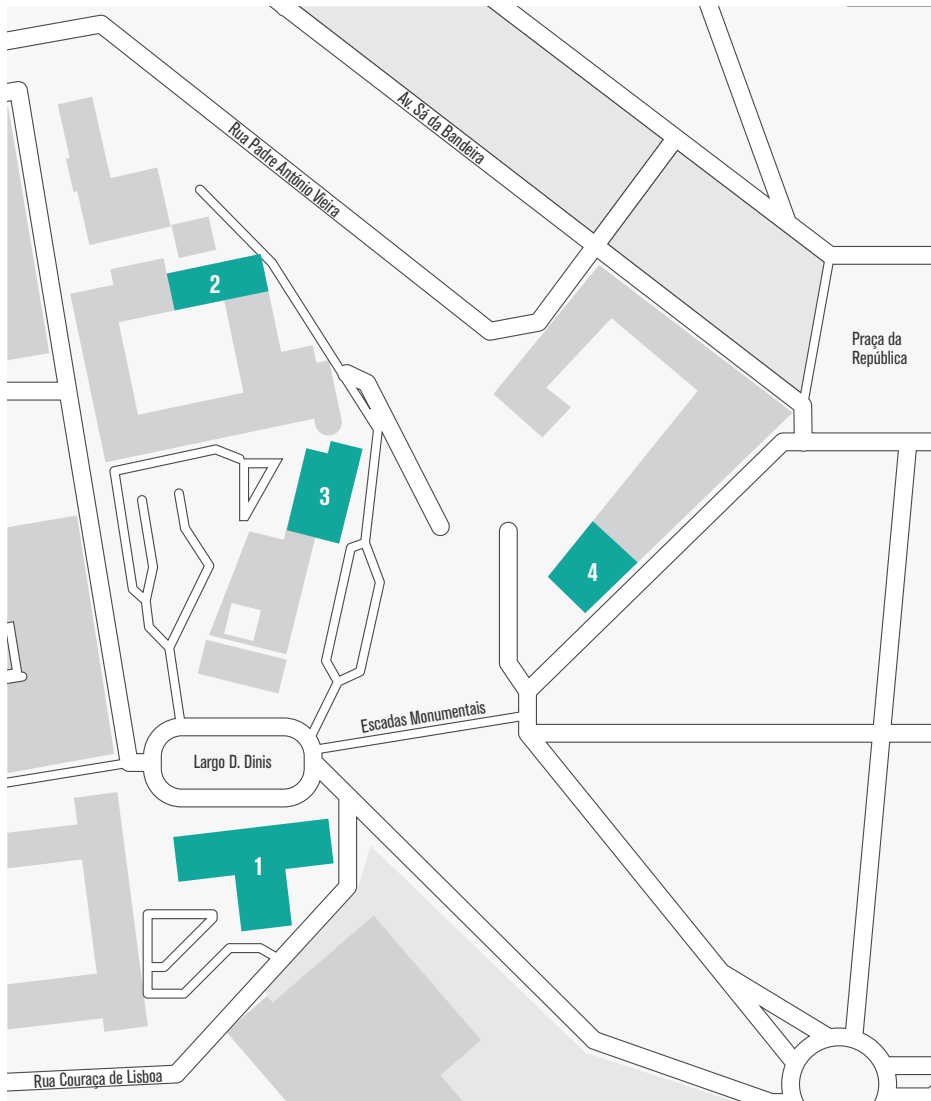 Av. Sá da Bandeira
Rua Padre António Vieira
2
Praça da
República
3
4
Escadas Monumentais
Largo D. Dinis
1
Rua Couraça de Lisboa